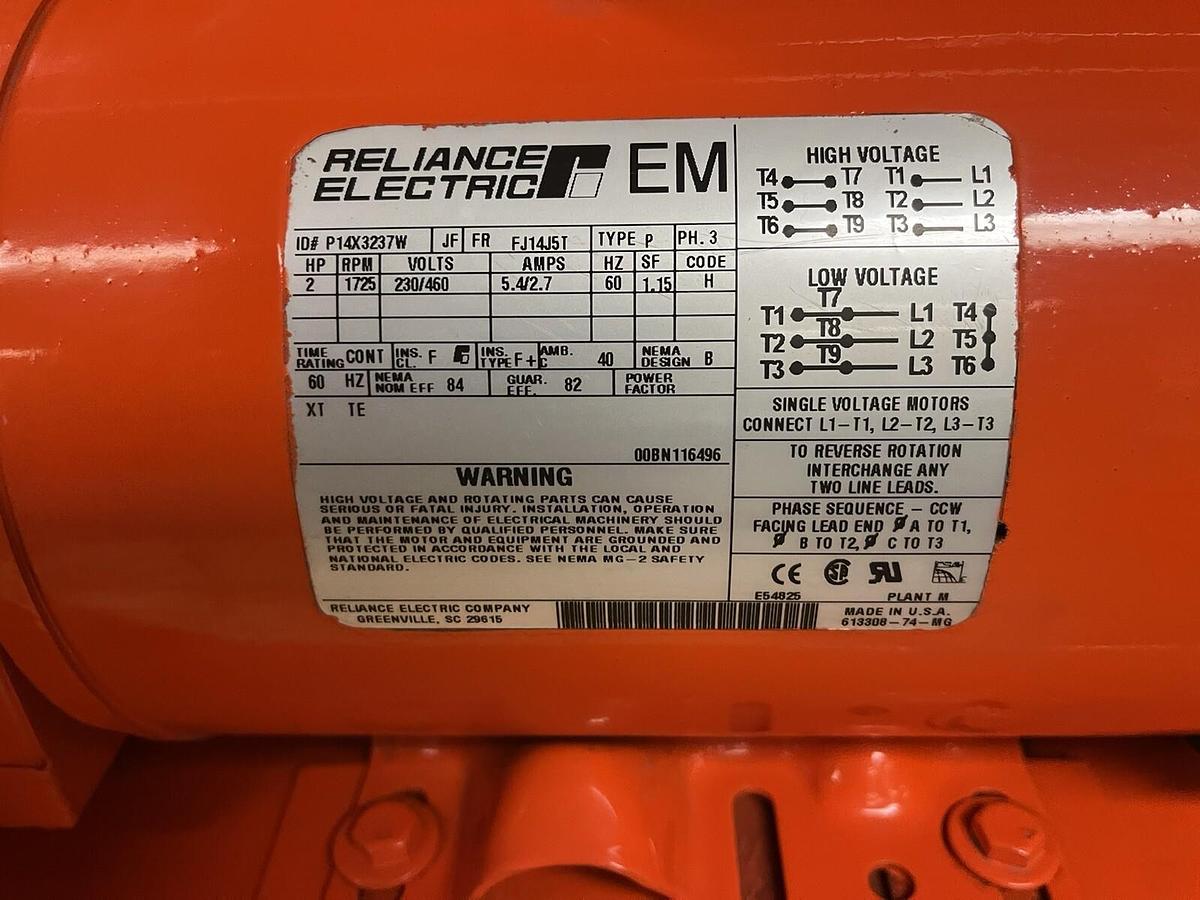 RELIANCE
ELECTRIC
EM
ID# P14X3237W JF FR FJ14J5T TYPE P PH. 3
HP RPM VOLTS AMPS HZ SF CODE
2 1725 230/460 5.4/2.7 60 1.15 H
TIME RATING CONT INS. CL. F INS. TYPE F+ AMB. C 40 NEMA DESIGN B
60 HZ NEMA NOM EFF 84 GUAR. EFF. 82 POWER FACTOR
XT TE
00BN116496
WARNING
HIGH VOLTAGE AND ROTATING PARTS CAN CAUSE
SERIOUS OR FATAL INJURY. INSTALLATION, OPERATION
AND MAINTENANCE OF ELECTRICAL MACHINERY SHOULD
BE PERFORMED BY QUALIFIED PERSONNEL. MAKE SURE
THAT THE MOTOR AND EQUIPMENT ARE GROUNDED AND
PROTECTED IN ACCORDANCE WITH THE LOCAL AND
NATIONAL ELECTRIC CODES. SEE NEMA MG-2 SAFETY
STANDARD.
RELIANCE ELECTRIC COMPANY
GREENVILLE, SC 29615
HIGH VOLTAGE
T4 T7 T1 L1
T5 T8 T2 L2
T6 T9 T3 L3
LOW VOLTAGE
T7
T1 L1 T4
T8
T2 L2 T5
T9
T3 L3 T6
SINGLE VOLTAGE MOTORS
CONNECT L1-T1, L2-T2, L3-T3
TO REVERSE ROTATION
INTERCHANGE ANY
TWO LINE LEADS.
PHASE SEQUENCE - CCW
FACING LEAD END Ø A TO T1,
Ø B TO T2, Ø C TO T3
CE SA UR
E54825 PLANT M
MADE IN U.S.A.
613308-74-MG